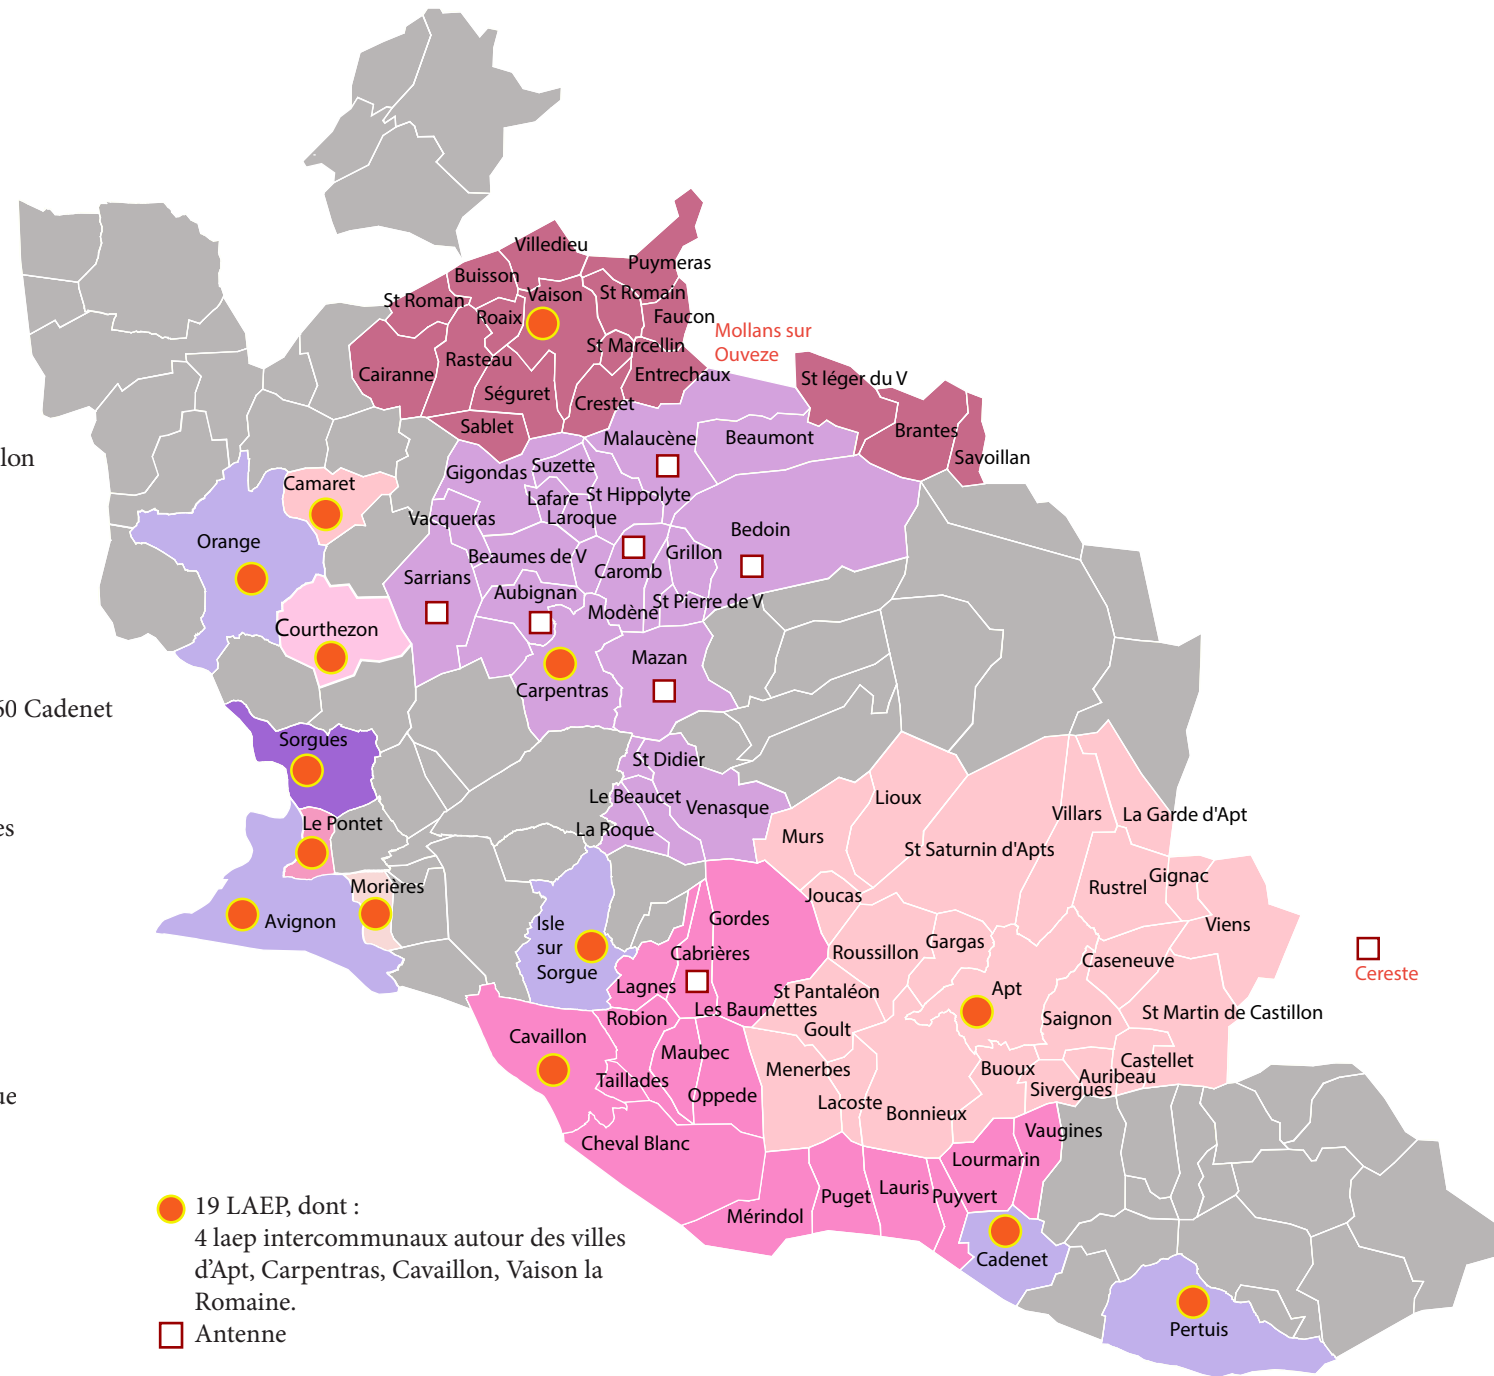 Villedieu
Puymeras
Buisson
Vaison
St Romain
St Roman
Roaix
Faucon
Mollans sur
Ouveze
St Marcellin
Rasteau
Cairanne
Entrechaux
St léger du V
Séguret
Crestet
Sablet
Brantes
Malaucène
Beaumont
Savoillan
lon
Gigondas
Suzette
Camaret
Lafare
St Hippolyte
Laroque
Vacqueras
Bedoin
Orange
Beaumes de V
Grillon
Caromb
Sarrians
Aubignan
Modène
St Pierre de V
Courthezon
Mazan
Carpentras
60 Cadenet
Sorgues
St Didier
Le Beaucet
Venasque
Lioux
Villars
La Garde d'Apt
Le Pontet
es
La Roque
Murs
St Saturnin d'Apts
Morières
Joucas
Rustrel
Gignac
Avignon
Isle
sur
Sorgue
Gordes
Viens
Cabrières
Roussillon
Gargas
Caseneuve
Cereste
Lagnes
St Pantaléon
Apt
Les Baumettes
St Martin de Castillon
Robion
Goult
Saignon
Cavaillon
Maubec
Menerbes
Buoux
Castellet
Auribeau
Taillades
Sivergues
Oppede
ue
Lacoste
Bonnieux
Cheval Blanc
Vaugines
Lourmarin
Lauris
Puget
Puyvert
Mérindol
Cadenet
Pertuis
19 LAEP, dont :
4 laep intercommunaux autour des villes
d'Apt, Carpentras, Cavaillon, Vaison la
Romaine.
Antenne